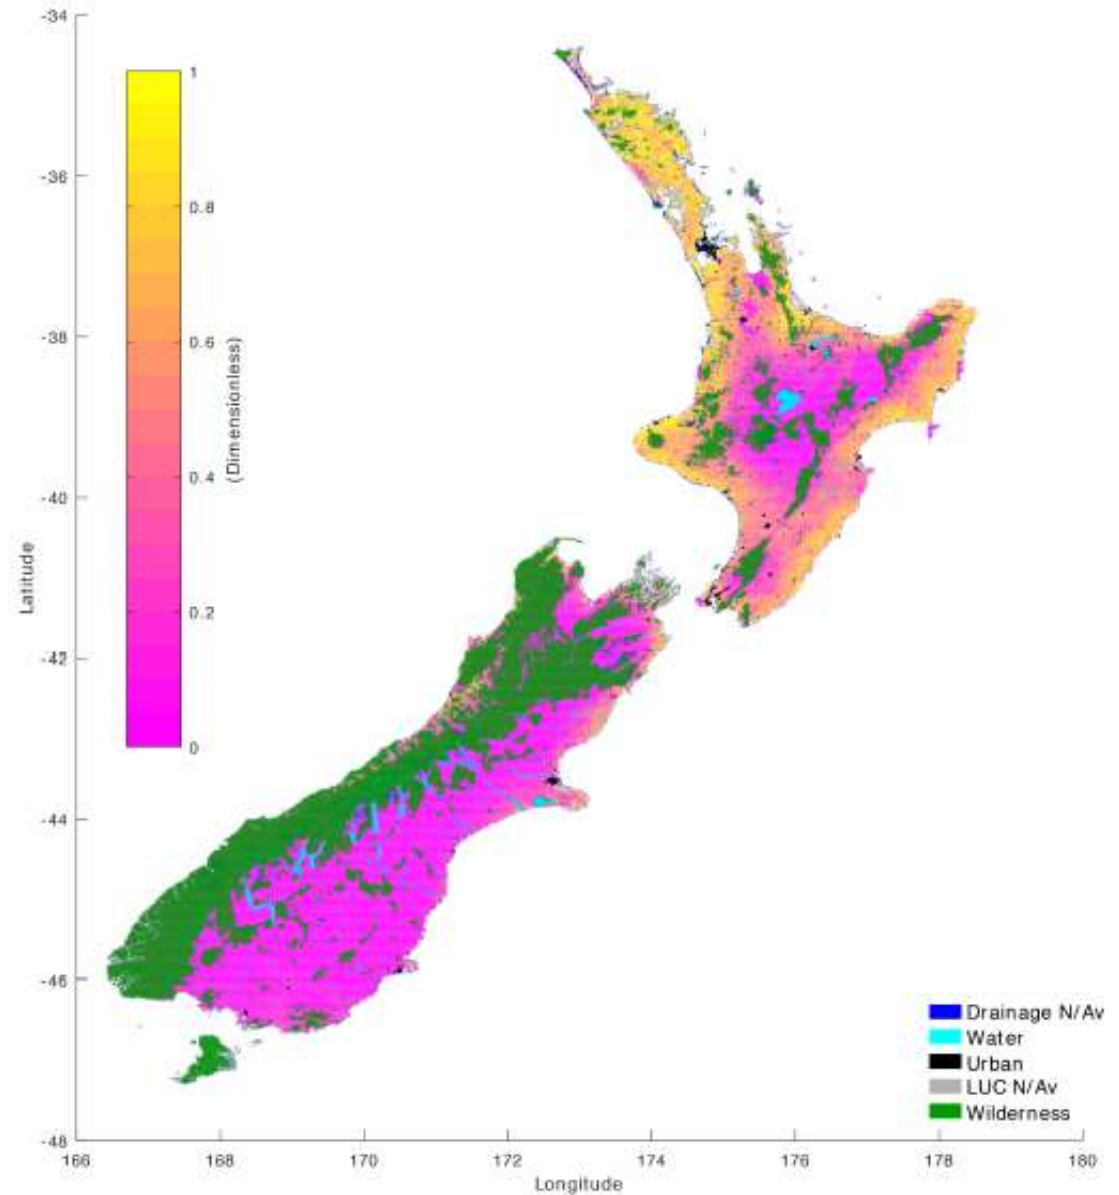 -34
-36
-38
-40
-42
-44
-46
-48
Latitude
1
0.8
0.6
0.4
0.2
0
(Dimensionless)
Drainage N/Av
Water
Urban
LUC N/Av
Wilderness
166
168
170
172
174
176
178
180
Longitude